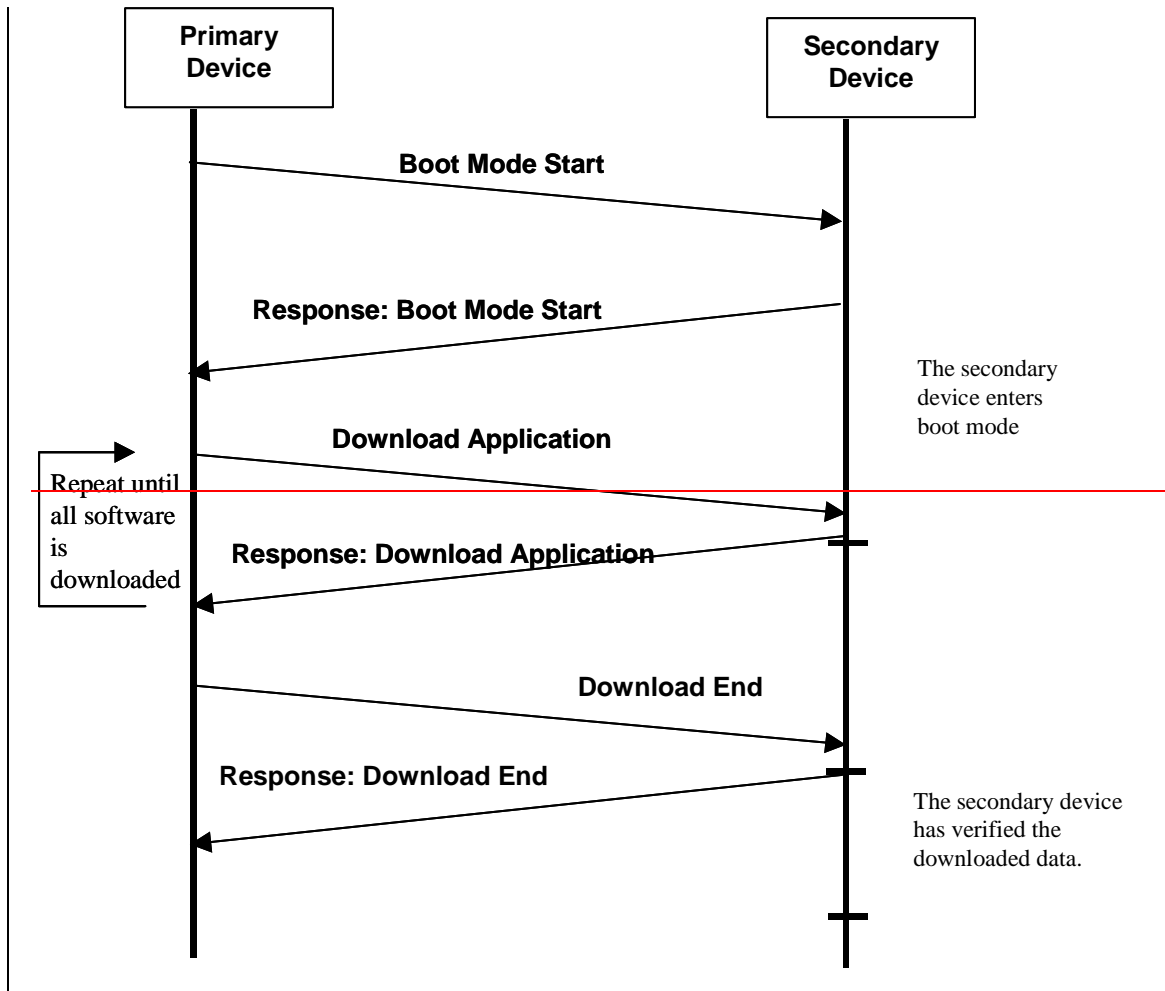 Primary
Device
Secondary
Device
Boot Mode Start
Response: Boot Mode Start
The secondary
device enters
boot mode
Download Application
Repeat until
all software
is
downloaded
Response: Download Application
Download End
Response: Download End
The secondary device
has verified the
downloaded data.